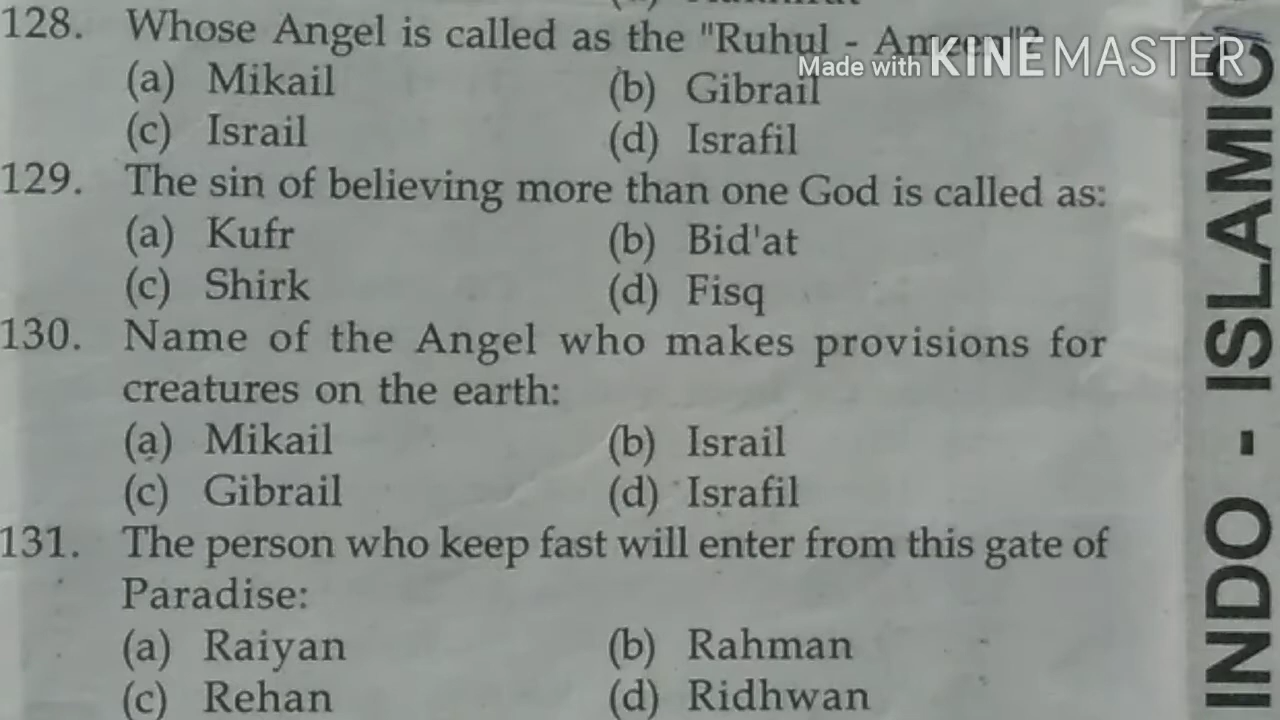 128. Whose Angel is called as the "Ruhul - Ameen"?
Made with KINEMASTER
(a) Mikail (b) Gibrail
(c) Israil (d) Israfil
129. The sin of believing more than one God is called as:
(a) Kufr (b) Bid'at
(c) Shirk (d) Fisq
130. Name of the Angel who makes provisions for
creatures on the earth:
(a) Mikail (b) Israil
(c) Gibrail (d) Israfil
131. The person who keep fast will enter from this gate of
Paradise:
(a) Raiyan (b) Rahman
(c) Rehan (d) Ridhwan
INDO - ISLAMIC